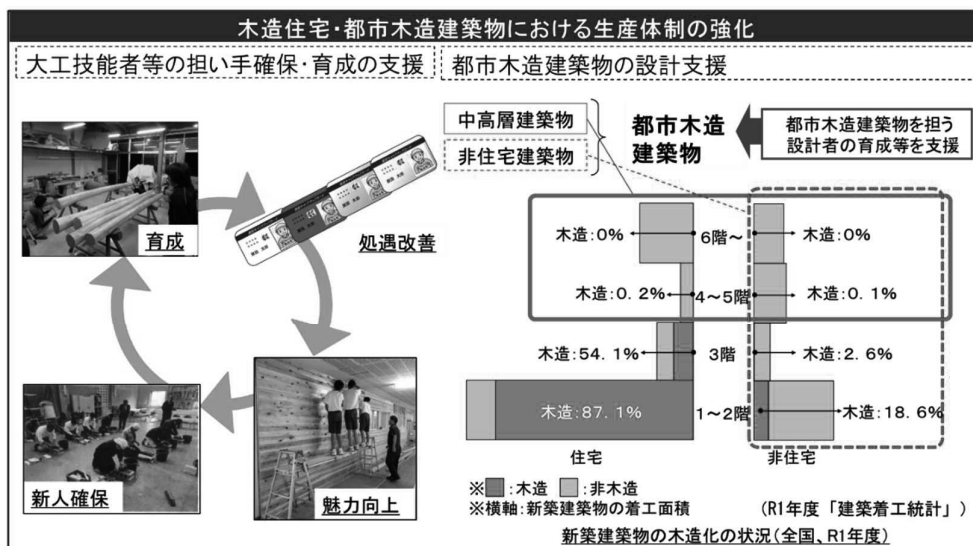 木造住宅・都市木造建築物における生産体制の強化
大工技能者等の担い手確保・育成の支援
都市木造建築物の設計支援
育成
処遇改善
新人確保
魅力向上
中高層建築物
非住宅建築物
都市木造
建築物
都市木造建築物を担う
設計者の育成等を支援
木造:0% 6階~ 木造:0%
木造:0.2% 4~5階 木造:0.1%
木造:54.1% 3階 木造:2.6%
木造:87.1% 1~2階 木造:18.6%
住宅 非住宅
※■:木造 ■:非木造
※横軸:新築建築物の着工面積
(R1年度「建築着工統計」)
新築建築物の木造化の状況(全国、R1年度)